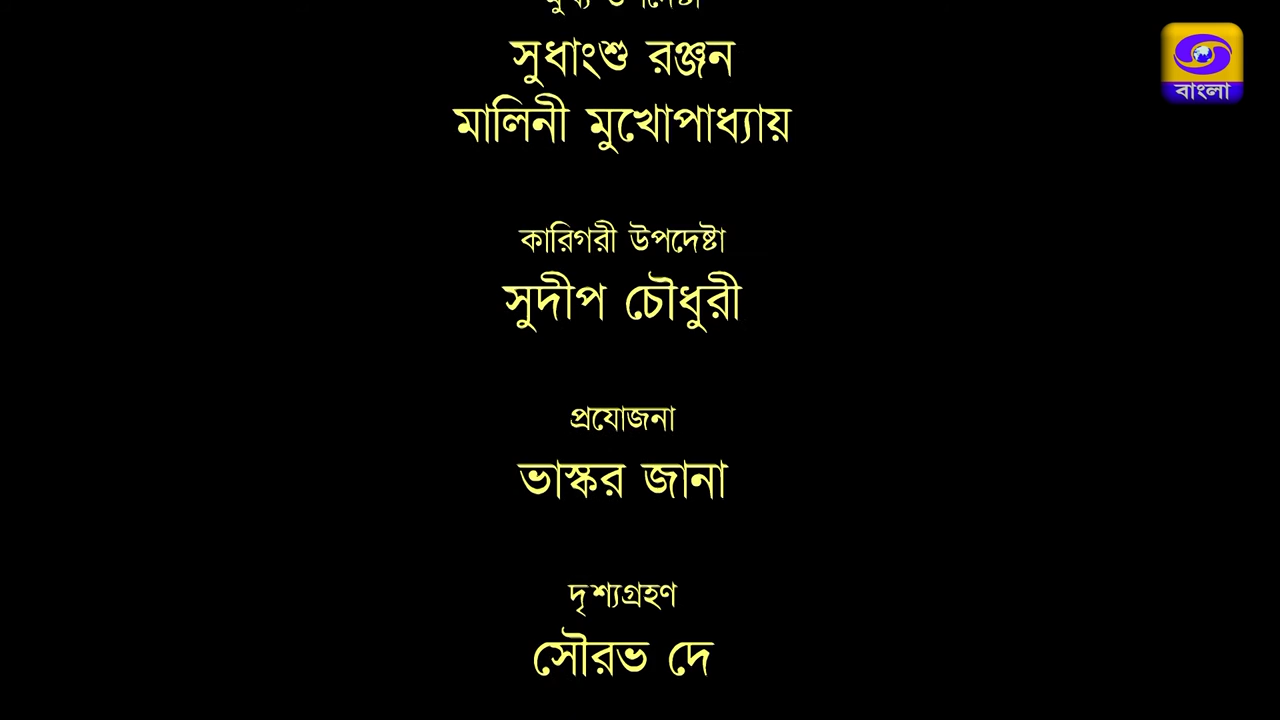 সুধাংশু রঞ্জন
মালিনী মুখোপাধ্যায়
কারিগরী উপদেষ্টা
সুদীপ চৌধুরী
প্রযোজনা
ভাস্কর জানা
দৃশ্যগ্রহণ
সৌরভ দে
বাংলা